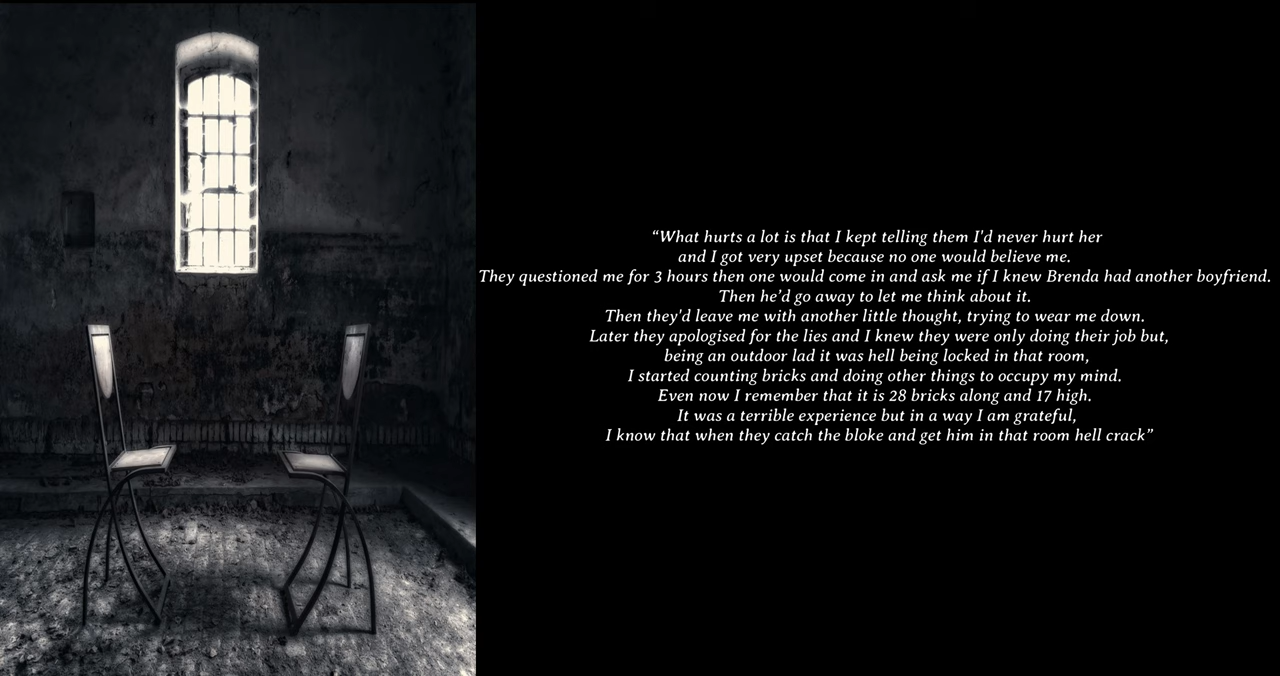 “What hurts a lot is that I kept telling them I'd never hurt her
and I got very upset because no one would believe me.
They questioned me for 3 hours then one would come in and ask me if I knew Brenda had another boyfriend.
Then he’d go away to let me think about it.
Then they'd leave me with another little thought, trying to wear me down.
Later they apologised for the lies and I knew they were only doing their job but,
being an outdoor lad it was hell being locked in that room,
I started counting bricks and doing other things to occupy my mind.
Even now I remember that it is 28 bricks along and 17 high.
It was a terrible experience but in a way I am grateful,
I know that when they catch the bloke and get him in that room hell crack”